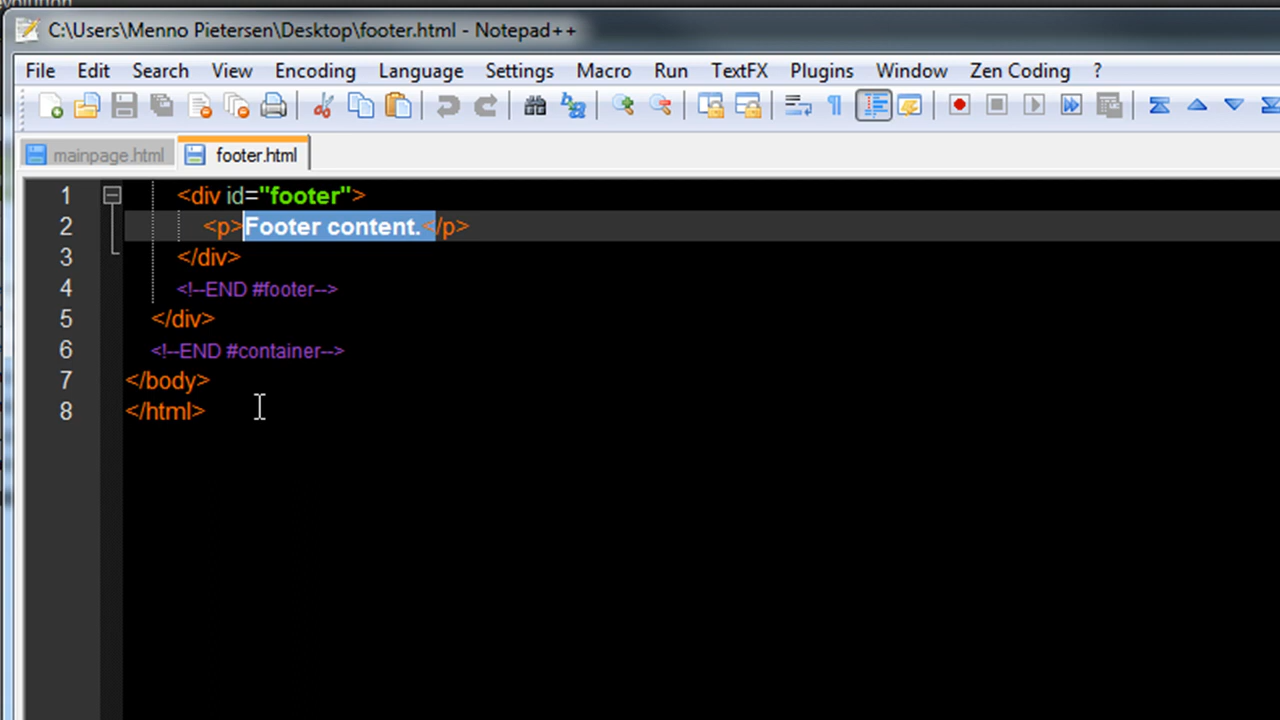 C:\Users\Menno Pietersen\Desktop\footer.html - Notepad++
File Edit Search View Encoding Language Settings Macro Run TextFX Plugins Window Zen Coding ?
mainpage.html footer.html
1 <div id="footer">
2 <p>Footer content.</p>
3 </div>
4 <!--END #footer-->
5 </div>
6 <!--END #container-->
7 </body>
8 </html>